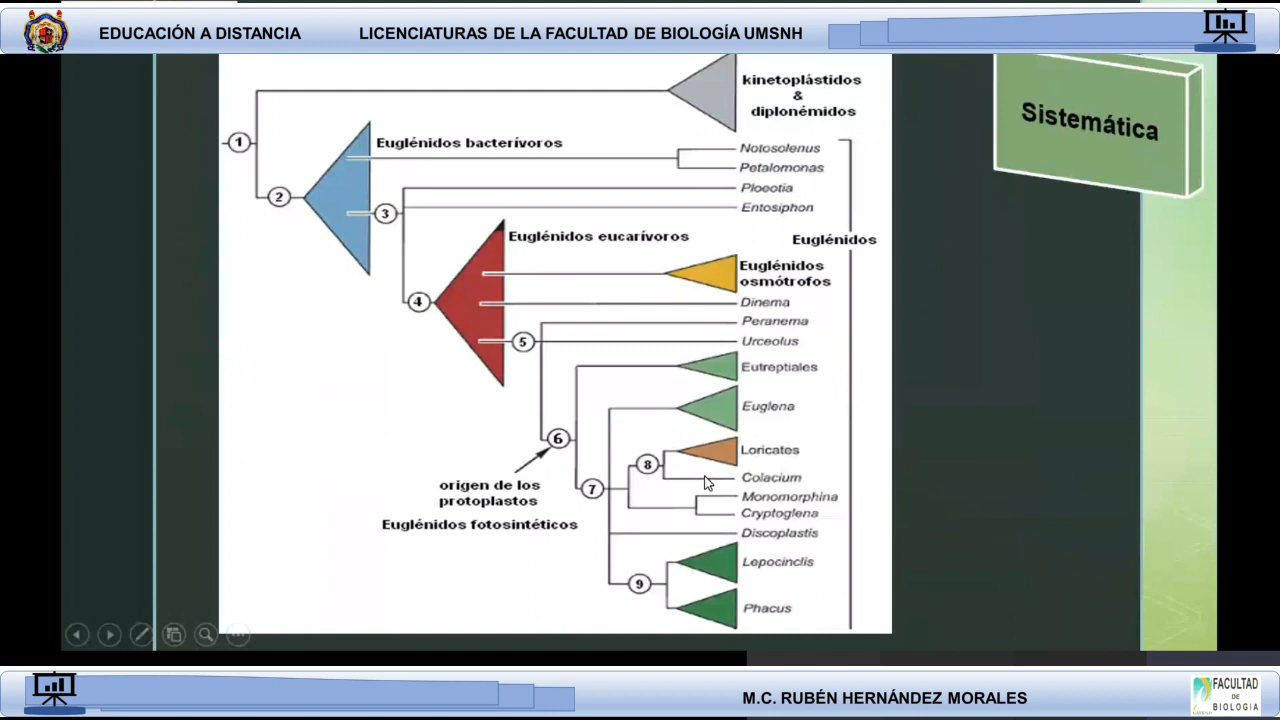 EDUCACIÓN A DISTANCIA
LICENCIATURAS DE LA FACULTAD DE BIOLOGÍA UMSNH
Sistemática
kinetoplástidos
&
diplonémidos
1
Euglénidos bacterívoros
Notosolenus
Petalomonas
2
Ploeotia
3
Entosiphon
Euglénidos eucarívoros
Euglénidos
Euglénidos
osmótrofos
4
Dinema
Peranema
5
Urceolus
Eutreptiales
Euglena
6
Loricates
8
Colacium
origen de los
protoplastos
7
Monomorphina
Cryptoglena
Euglénidos fotosintéticos
Discoplastis
Lepocinclis
9
Phacus
M.C. RUBÉN HERNÁNDEZ MORALES
FACULTAD
DE
BIOLOGIA